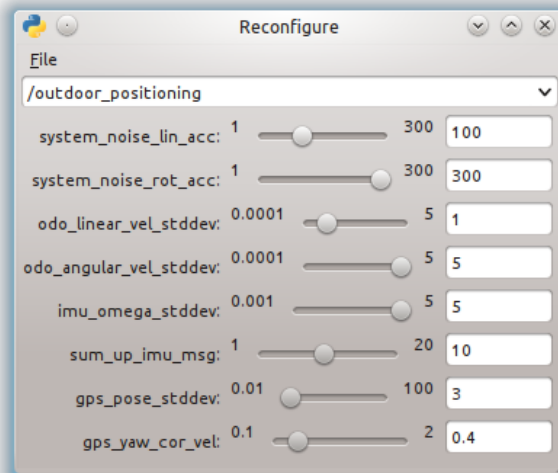 Reconfigure
File
/outdoor_positioning
system_noise_lin_acc: 1 300 100
system_noise_rot_acc: 1 300 300
odo_linear_vel_stddev: 0.0001 5 1
odo_angular_vel_stddev: 0.0001 5 5
imu_omega_stddev: 0.001 5 5
sum_up_imu_msg: 1 20 10
gps_pose_stddev: 0.01 100 3
gps_yaw_cor_vel: 0.1 2 0.4